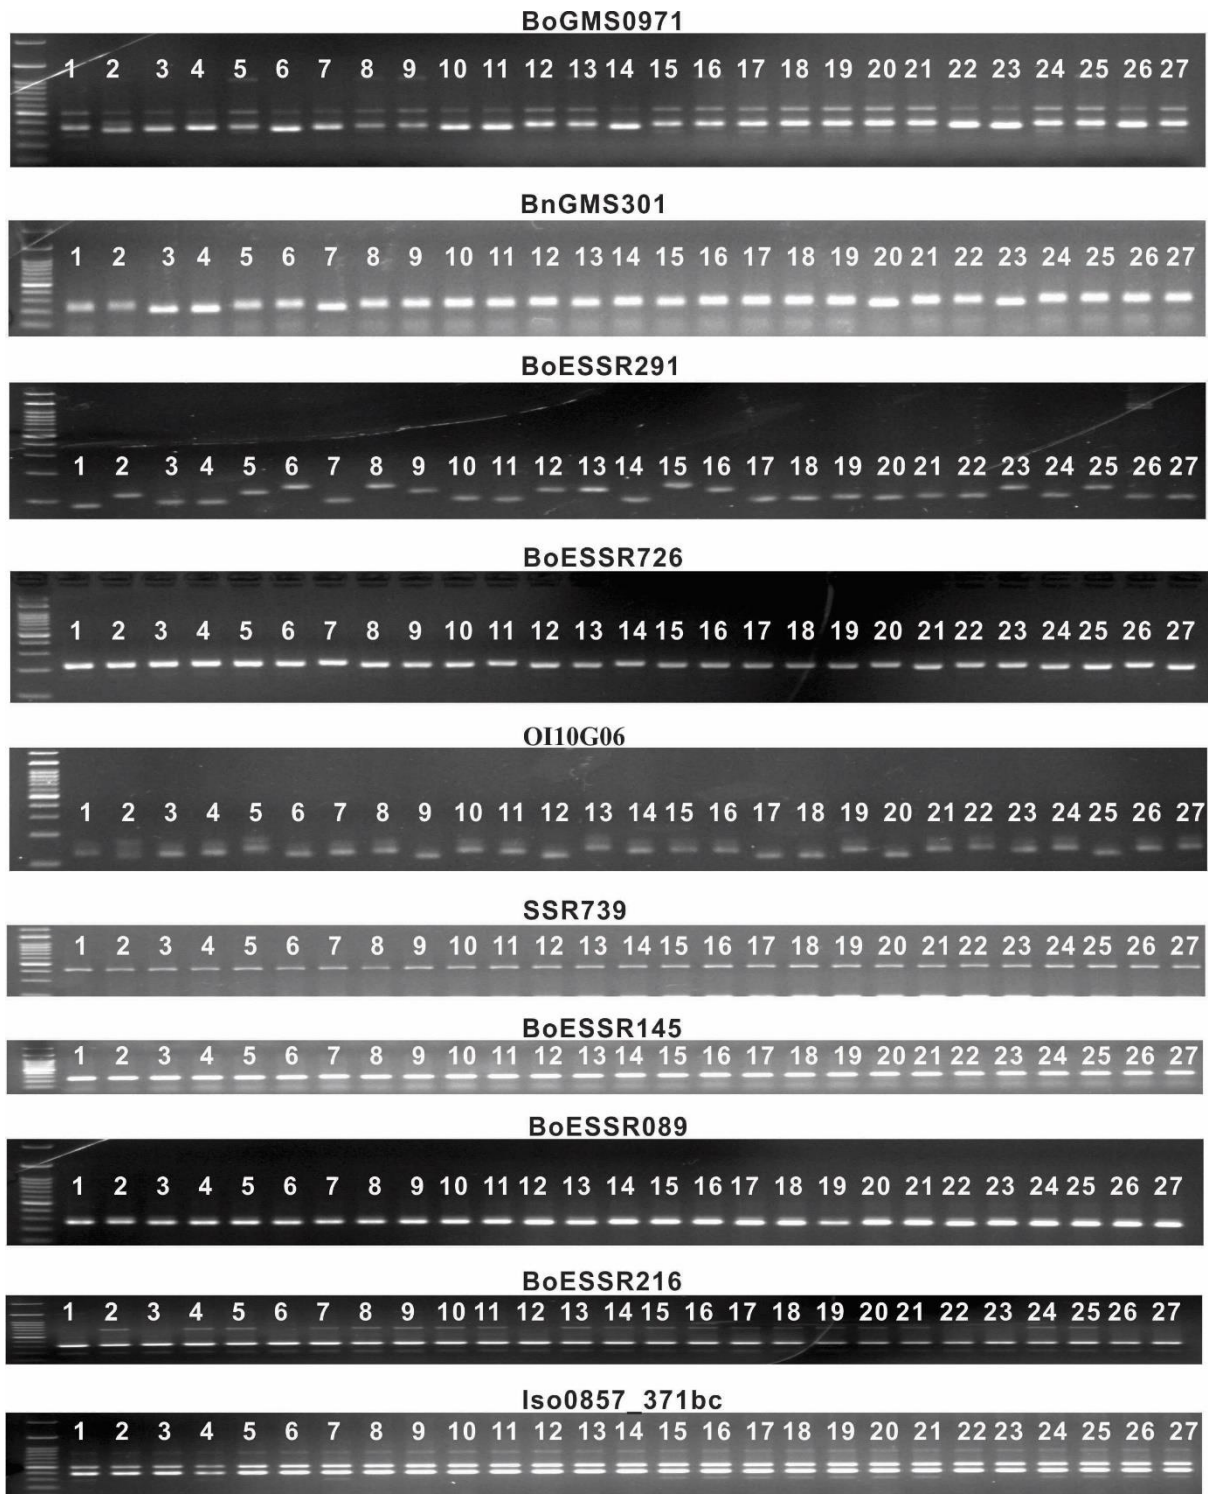 BoGMS0971
1 2 3 4 5 6 7 8 9 10 11 12 13 14 15 16 17 18 19 20 21 22 23 24 25 26 27
BnGMS301
1 2 3 4 5 6 7 8 9 10 11 12 13 14 15 16 17 18 19 20 21 22 23 24 25 26 27
BoESSR291
1 2 3 4 5 6 7 8 9 10 11 12 13 14 15 16 17 18 19 20 21 22 23 24 25 26 27
BoESSR726
1 2 3 4 5 6 7 8 9 10 11 12 13 14 15 16 17 18 19 20 21 22 23 24 25 26 27
OI10G06
1 2 3 4 5 6 7 8 9 10 11 12 13 14 15 16 17 18 19 20 21 22 23 24 25 26 27
SSR739
1 2 3 4 5 6 7 8 9 10 11 12 13 14 15 16 17 18 19 20 21 22 23 24 25 26 27
BoESSR145
1 2 3 4 5 6 7 8 9 10 11 12 13 14 15 16 17 18 19 20 21 22 23 24 25 26 27
BoESSR089
1 2 3 4 5 6 7 8 9 10 11 12 13 14 15 16 17 18 19 20 21 22 23 24 25 26 27
BoESSR216
1 2 3 4 5 6 7 8 9 10 11 12 13 14 15 16 17 18 19 20 21 22 23 24 25 26 27
Iso0857_371bc
1 2 3 4 5 6 7 8 9 10 11 12 13 14 15 16 17 18 19 20 21 22 23 24 25 26 27